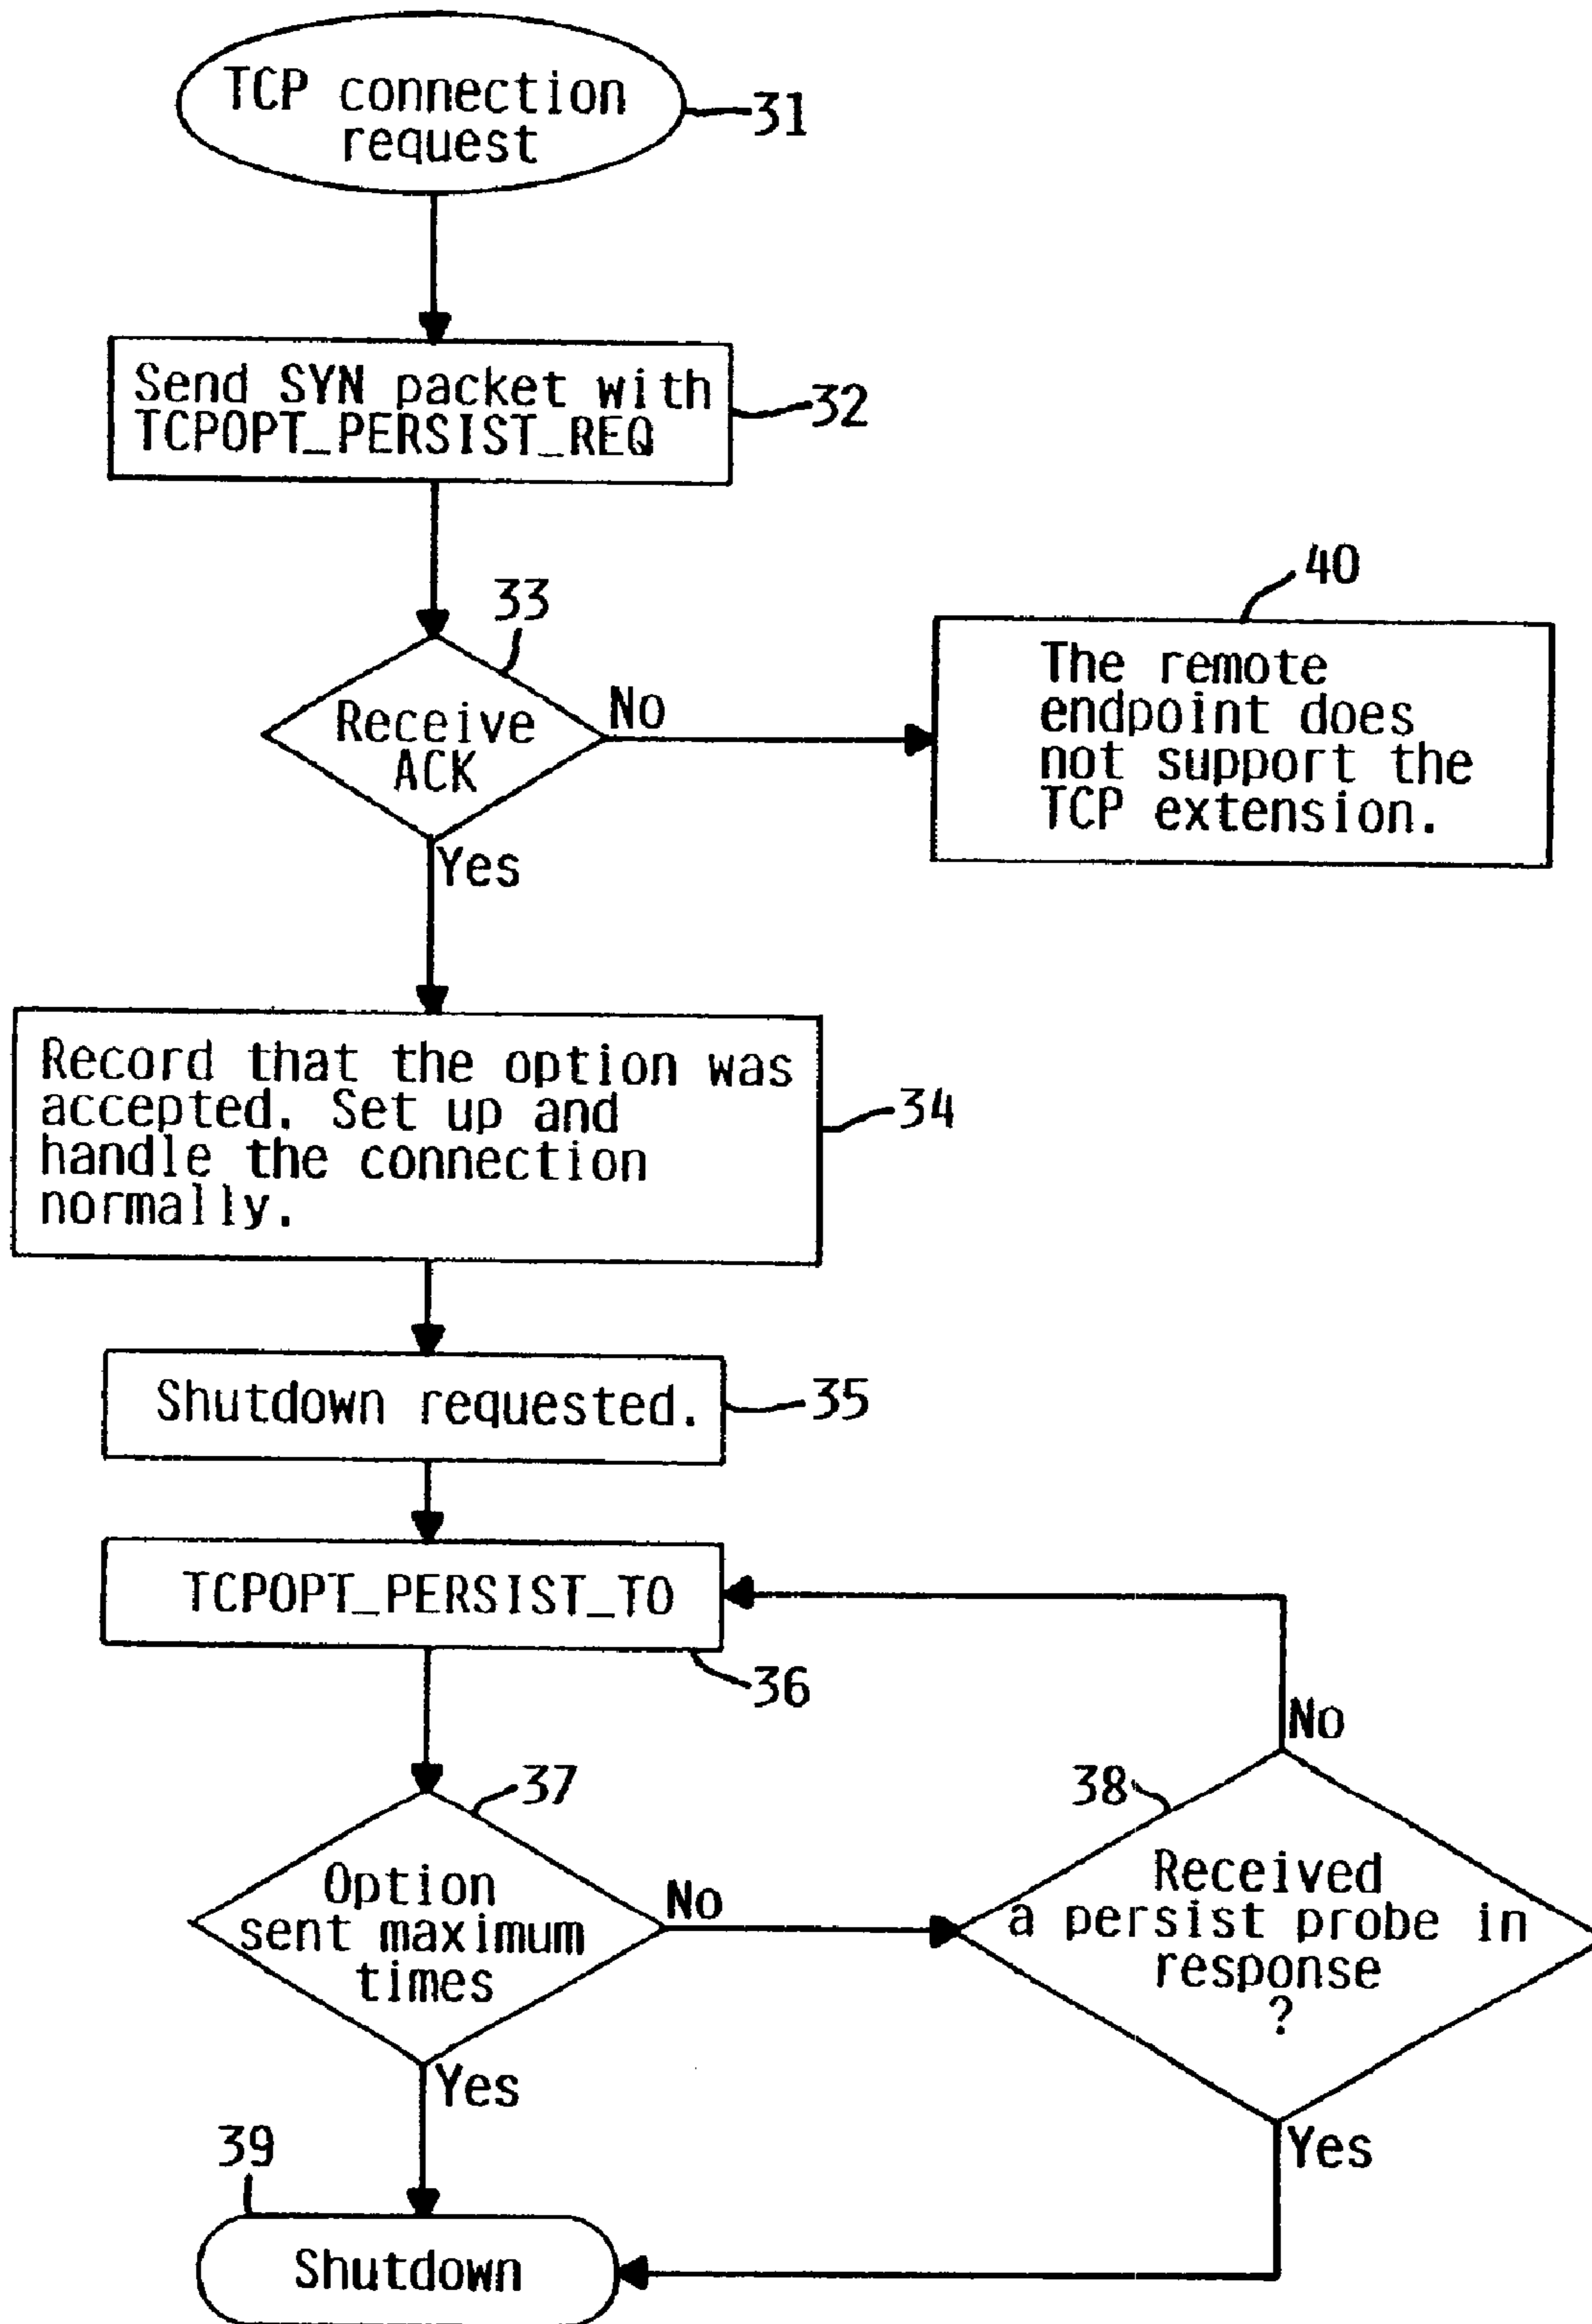 TCP connection
request
31
Send SYN packet with
TCPOPT_PERSIST_REQ
32
33
Receive
ACK
No
Yes
40
The remote
endpoint does
not support the
TCP extension.
Record that the option was
accepted. Set up and
handle the connection
normally.
34
Shutdown requested.
35
TCPOPT_PERSIST_TO
36
37
Option
sent maximum
times
No
Yes
38
Received
a persist probe in
response
?
No
Yes
39
Shutdown